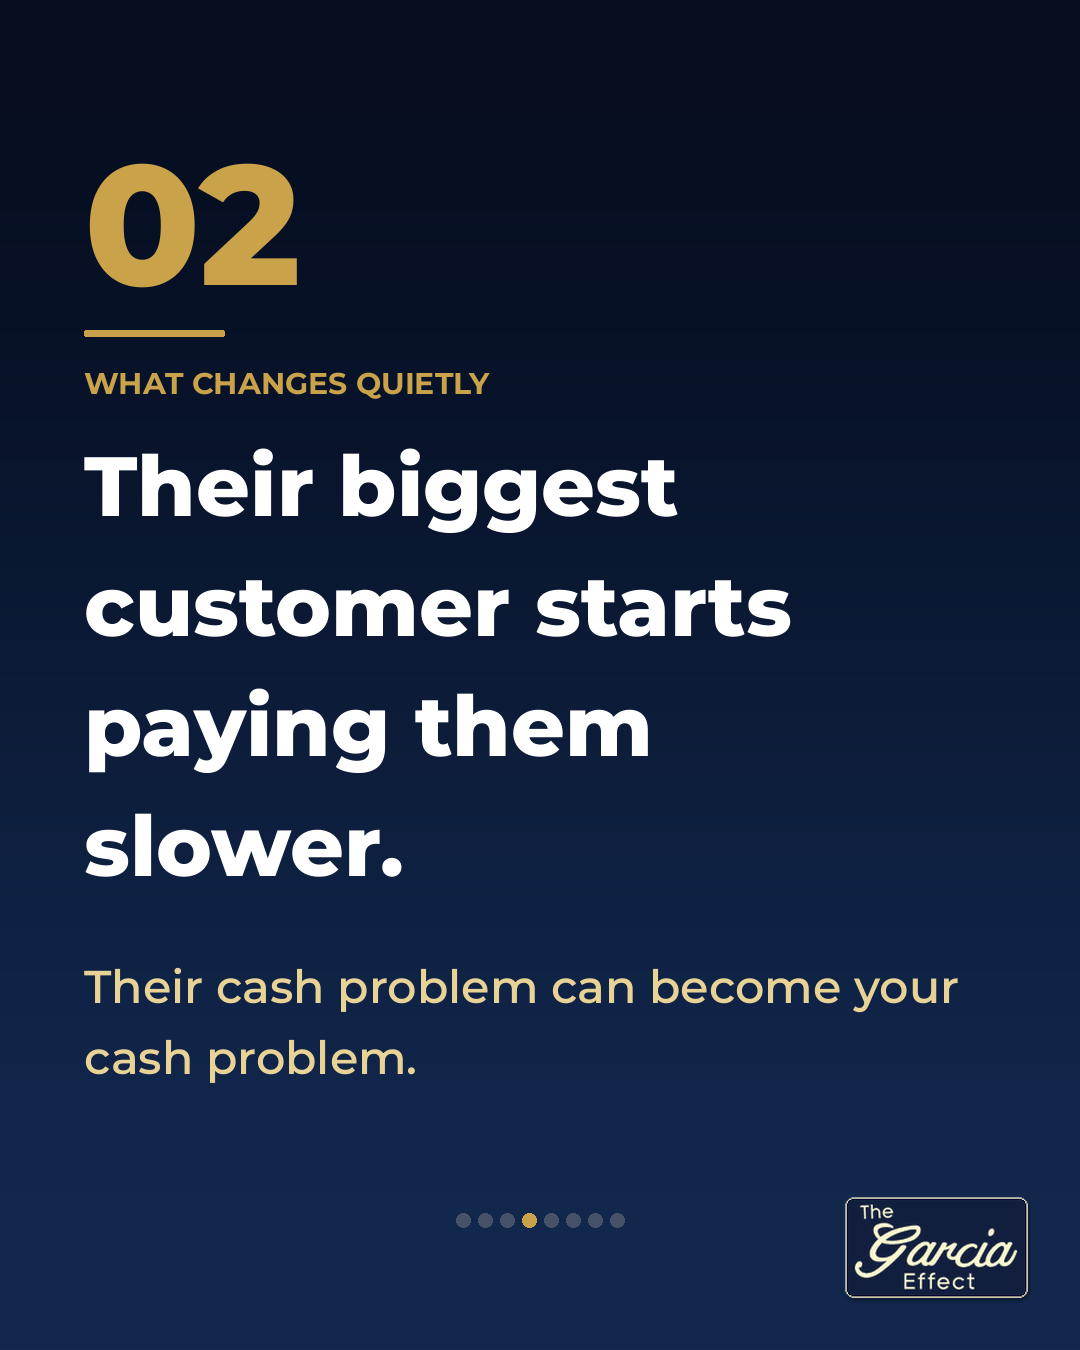 02
WHAT CHANGES QUIETLY
Their biggest
customer starts
paying them
slower.
Their cash problem can become your
cash problem.
The
Garcia
Effect